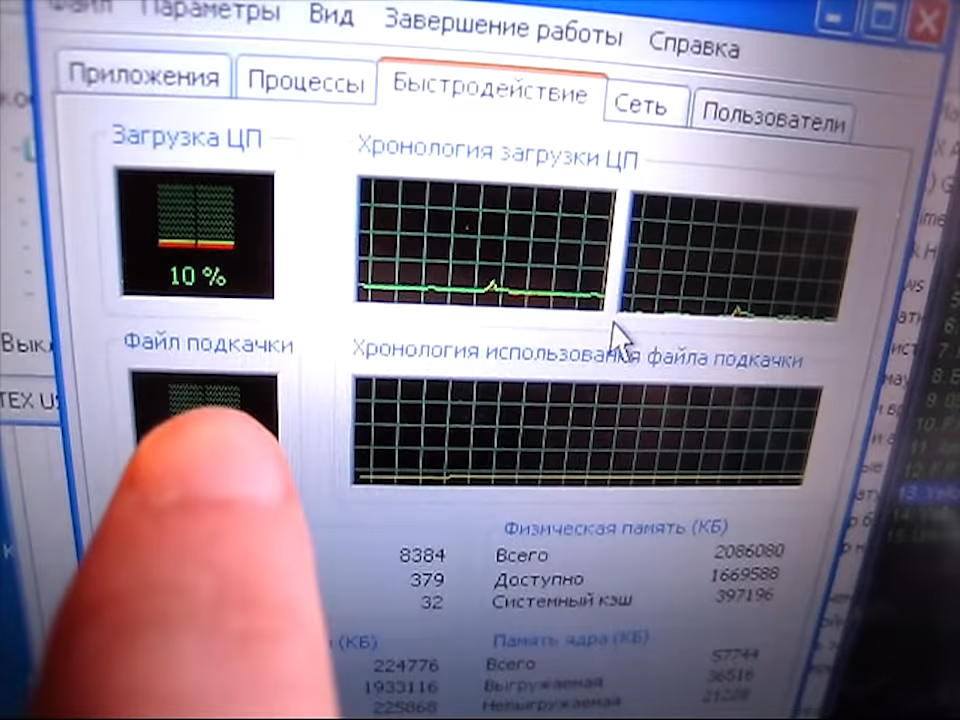 Файл Параметры Вид Завершение работы Справка
Приложения Процессы Быстродействие Сеть Пользователи
Загрузка ЦП Хронология загрузки ЦП
10 %
Файл подкачки Хронология использования файла подкачки
Физическая память (КБ)
8384 Всего 2086080
379 Доступно 1669588
32 Системный кэш 397196
(КБ) Память ядра (КБ)
224776 Всего 57744
1933116 Выгружаемая 36516
225868 Невыгружаемая